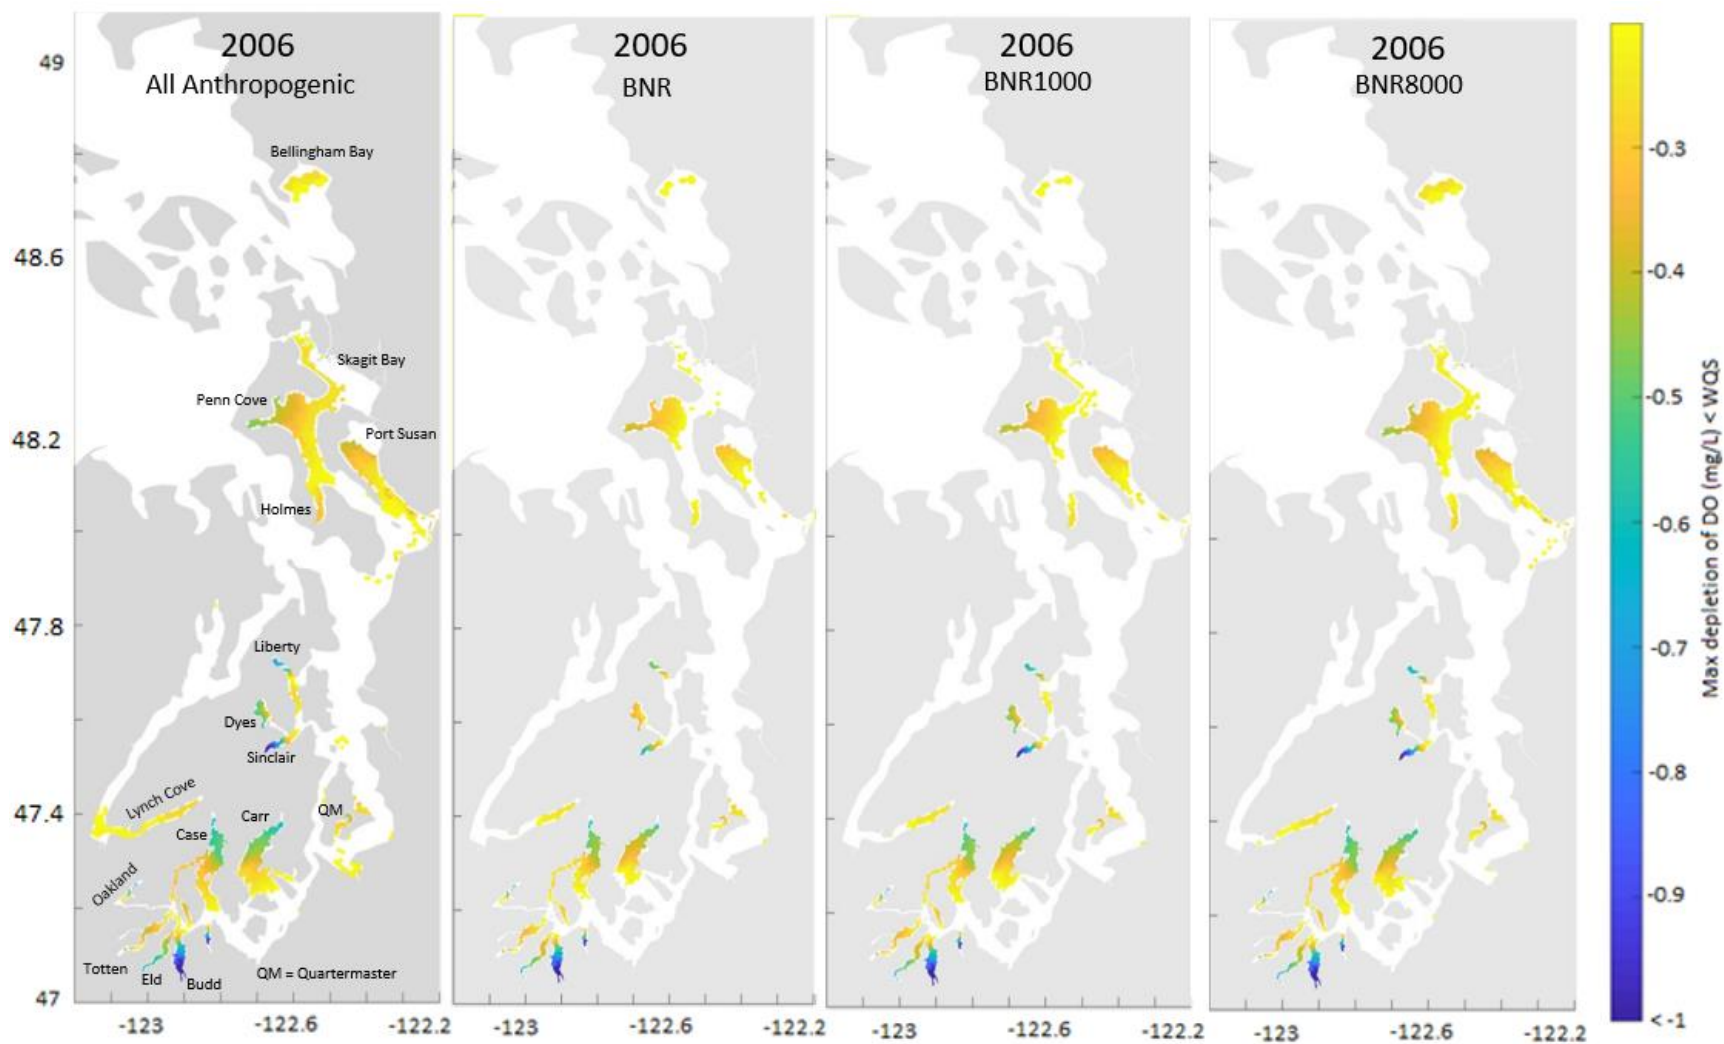 2006
All Anthropogenic
2006
BNR
2006
BNR1000
2006
BNR8000
49
48.6
48.2
47.8
47.4
47
Bellingham Bay
Skagit Bay
Penn Cove
Port Susan
Holmes
Liberty
Dyes
Sinclair
Lynch Cove
QM
Carr
Case
Oakland
Totten
Eld
Budd
QM = Quartermaster
-123
-122.6
-122.2
-123
-122.6
-122.2
-123
-122.6
-122.2
-123
-122.6
-122.2
-0.3
-0.4
-0.5
-0.6
-0.7
-0.8
-0.9
< -1
Max depletion of DO (mg/L) < WQS